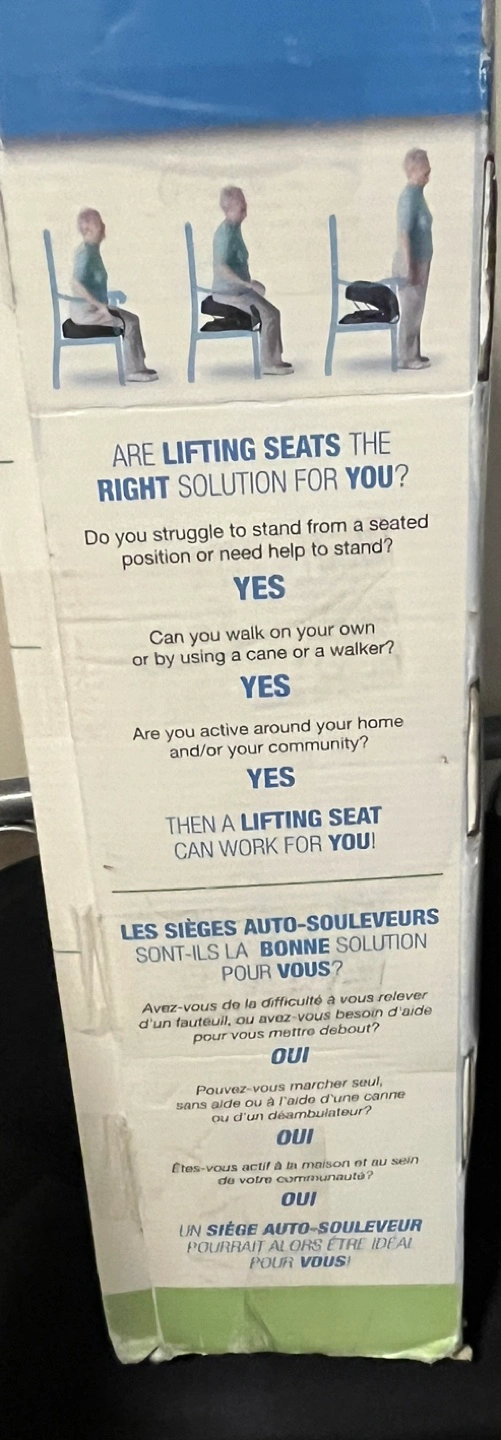 ARE LIFTING SEATS THE
RIGHT SOLUTION FOR YOU?
Do you struggle to stand from a seated
position or need help to stand?
YES
Can you walk on your own
or by using a cane or a walker?
YES
Are you active around your home
and/or your community?
YES
THEN A LIFTING SEAT
CAN WORK FOR YOU!
LES SIÈGES AUTO-SOULEVEURS
SONT-ILS LA BONNE SOLUTION
POUR VOUS?
Avez-vous de la difficulté à vous relever
d'un fauteuil, ou avez-vous besoin d'aide
pour vous mettre debout?
OUI
Pouvez-vous marcher seul,
sans aide ou à l'aide d'une canne
ou d'un déambulateur?
OUI
Êtes-vous actif à la maison et au sein
de votre communauté?
OUI
UN SIÈGE AUTO-SOULEVEUR
POURRAIT ALORS ÊTRE IDÉAL
POUR VOUS!